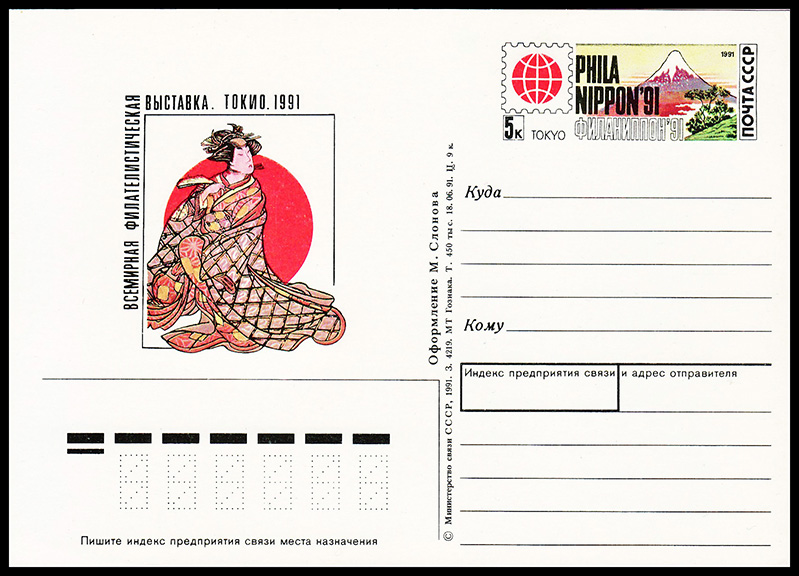 ВСЕМИРНАЯ ФИЛАТЕЛИСТИЧЕСКАЯ
ВЫСТАВКА. ТОКИО. 1991
PHILA
NIPPON'91
ФИЛАНИППОН'91
5к
TOKYO
1991
ПОЧТА СССР
Куда
Кому
Индекс предприятия связи и адрес отправителя
Оформление М. Слонова
© Министерство связи СССР, 1991. З. 4219. МТ Гознака. Т. 450 тыс. 18.06.91. Ц. 9 к.
Пишите индекс предприятия связи места назначения